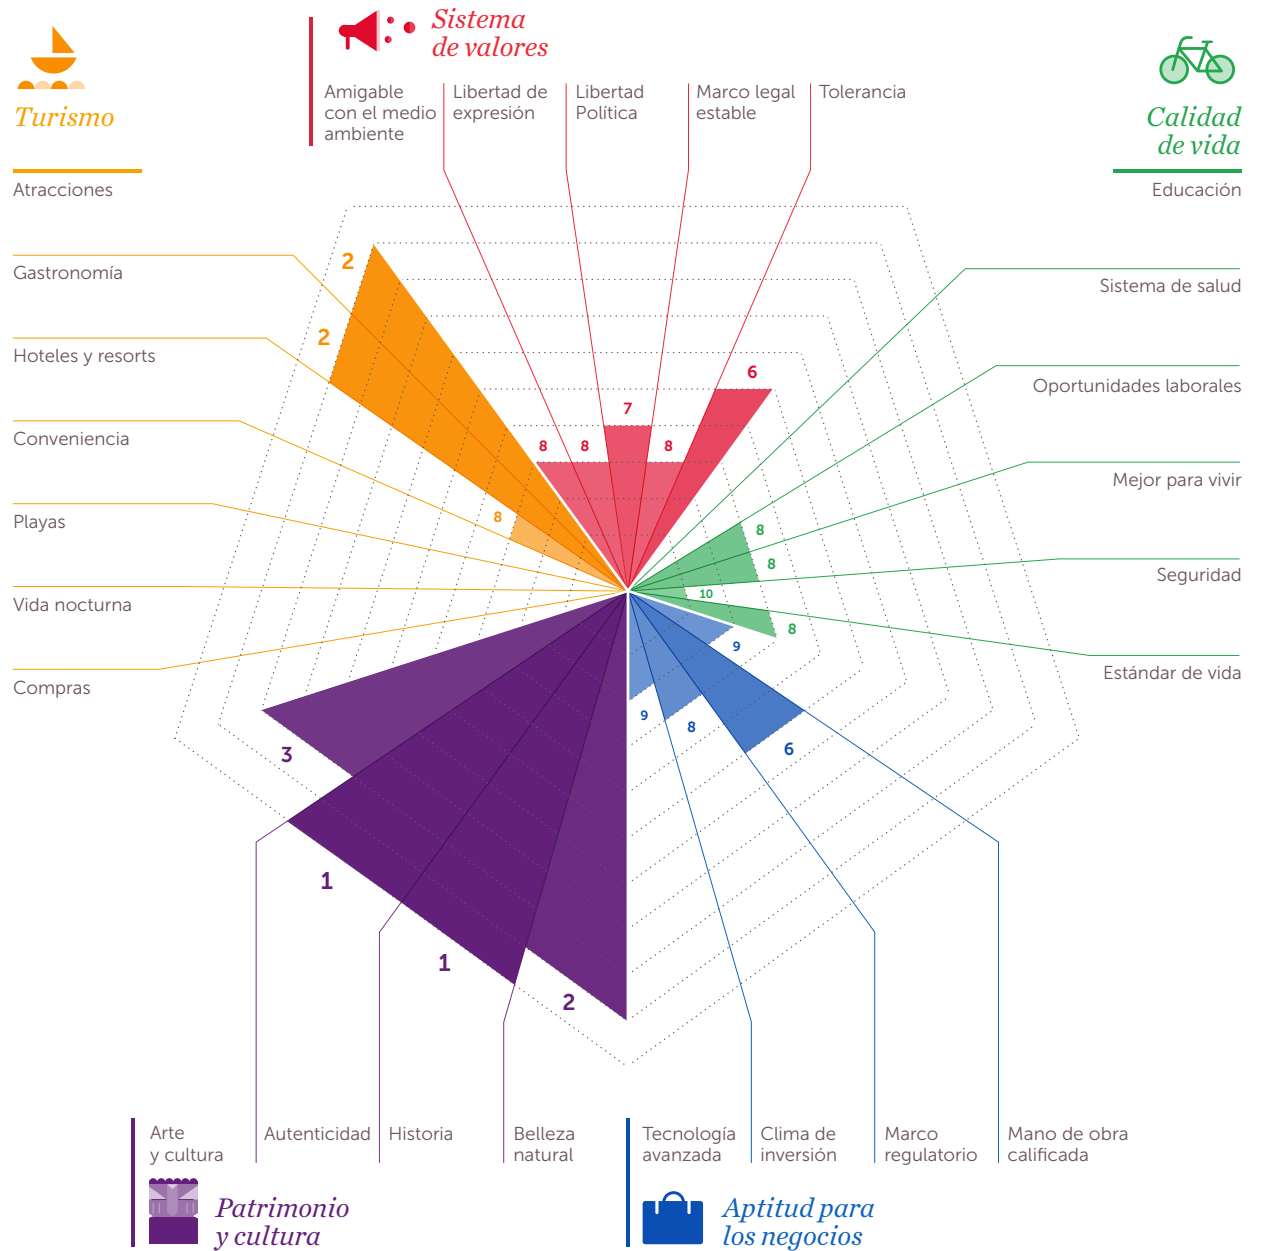 Sistema
de valores
Turismo
Calidad
de vida
Amigable
con el medio
ambiente
Libertad de
expresión
Libertad
Política
Marco legal
estable
Tolerancia
Atracciones
Gastronomía
Hoteles y resorts
Conveniencia
Playas
Vida nocturna
Compras
Educación
Sistema de salud
Oportunidades laborales
Mejor para vivir
Seguridad
Estándar de vida
2
2
8
8
8
7
8
6
8
8
10
8
9
6
8
9
3
1
1
2
Arte
y cultura
Autenticidad
Historia
Belleza
natural
Tecnología
avanzada
Clima de
inversión
Marco
regulatorio
Mano de obra
calificada
Patrimonio
y cultura
Aptitud para
los negocios